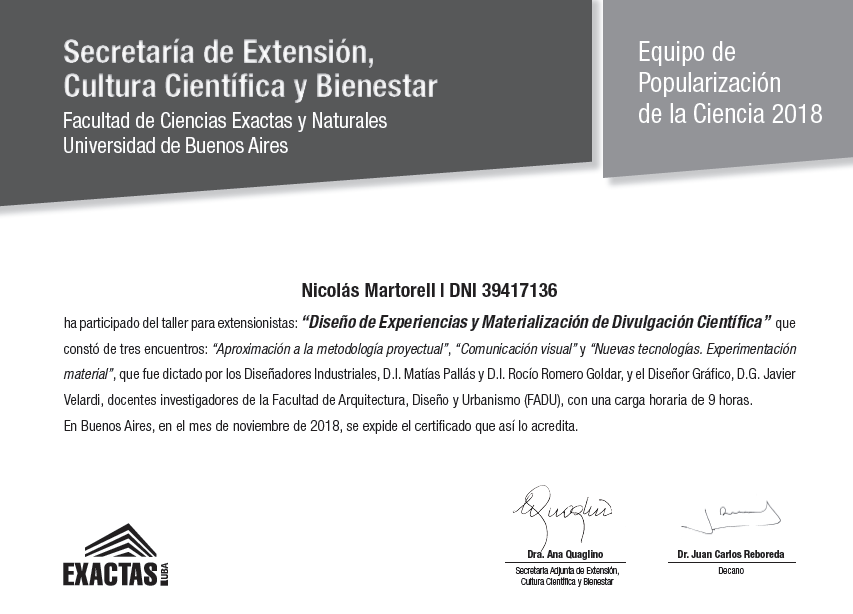 Secretaría de Extensión,
Cultura Científica y Bienestar
Facultad de Ciencias Exactas y Naturales
Universidad de Buenos Aires
Equipo de
Popularización
de la Ciencia 2018
Nicolás Martorell | DNI 39417136
ha participado del taller para extensionistas: “Diseño de Experiencias y Materialización de Divulgación Científica” que
constó de tres encuentros: “Aproximación a la metodología proyectual”, “Comunicación visual” y “Nuevas tecnologías. Experimentación
material”, que fue dictado por los Diseñadores Industriales, D.I. Matías Pallás y D.I. Rocío Romero Goldar, y el Diseñor Gráfico, D.G. Javier
Velardi, docentes investigadores de la Facultad de Arquitectura, Diseño y Urbanismo (FADU), con una carga horaria de 9 horas.
En Buenos Aires, en el mes de noviembre de 2018, se expide el certificado que así lo acredita.
EXACTAS UBA
Quaglino
Dra. Ana Quaglino
Secretaria Adjunta de Extensión,
Cultura Científica y Bienestar
Dr. Juan Carlos Reboreda
Decano